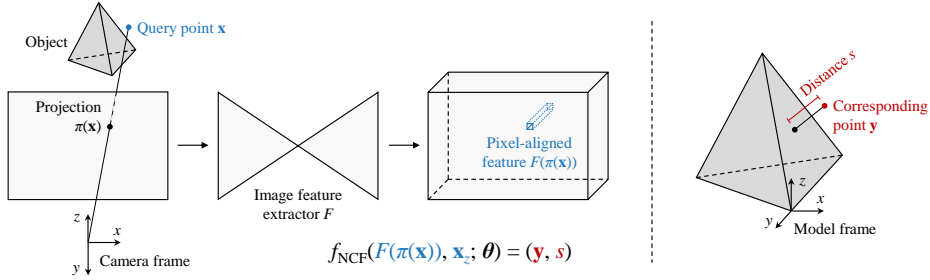 Object
Query point x
Projection
π(x)
z
x
y
Camera frame
Image feature
extractor F
Pixel-aligned
feature F(π(x))
f_NCF(F(π(x)), x_z; θ) = (y, s)
Distance s
Corresponding
point y
z
x
y
Model frame